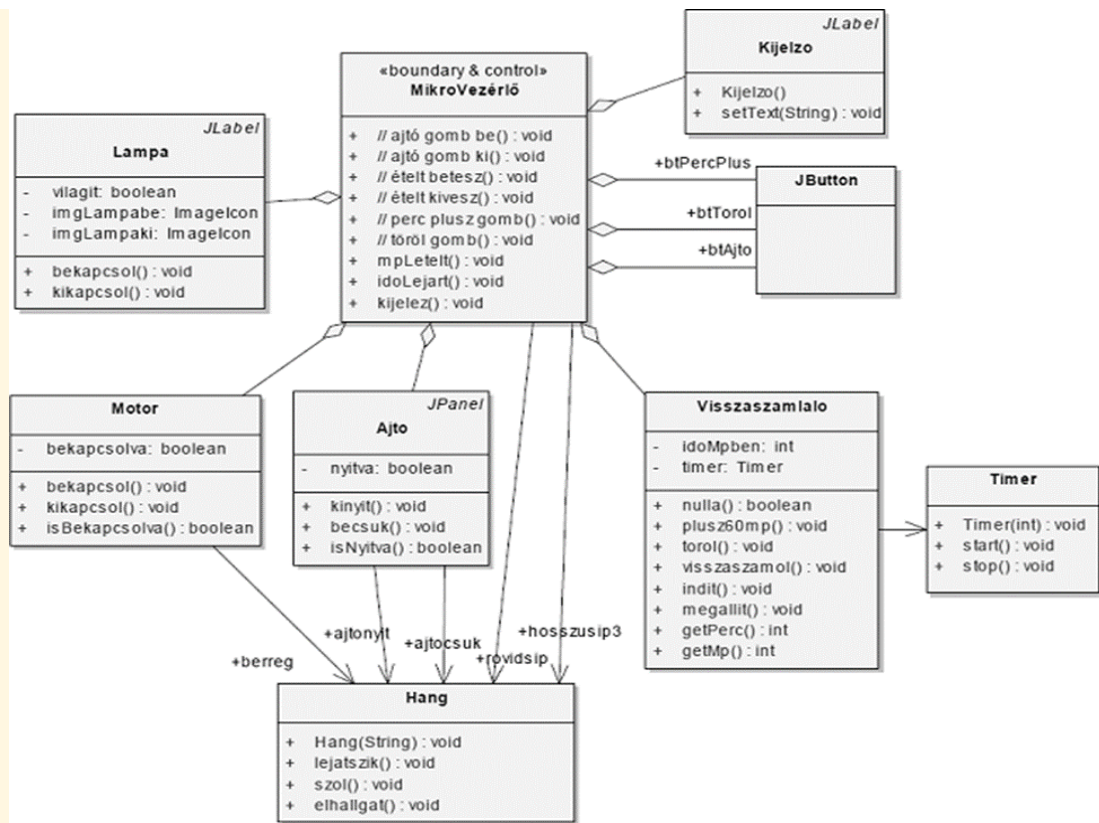 JLabel
Kijelzo
+ Kijelzo()
+ setText(String) : void
«boundary & control»
MikroVezérlő
+ // ajtó gomb be() : void
+ // ajtó gomb ki() : void
+ // ételt betesz() : void
+ // ételt kivesz() : void
+ // perc plusz gomb() : void
+ // töröl gomb() : void
+ mpLetelt() : void
+ idoLejart() : void
+ kijelez() : void
JLabel
Lampa
- vilagit: boolean
- imgLampabe: ImageIcon
- imgLampaki: ImageIcon
+ bekapcsol() : void
+ kikapcsol() : void
+btPercPlus
+btTorol
+btAjto
JButton
Motor
- bekapcsolva: boolean
+ bekapcsol() : void
+ kikapcsol() : void
+ isBekapcsolva() : boolean
JPanel
Ajto
- nyitva: boolean
+ kinyit() : void
+ becsuk() : void
+ isNyitva() : boolean
Visszaszamlalo
- idoMpben: int
- timer: Timer
+ nulla() : boolean
+ plusz60mp() : void
+ torol() : void
+ visszaszamol() : void
+ indit() : void
+ megallit() : void
+ getPerc() : int
+ getMp() : int
Timer
+ Timer(int) : void
+ start() : void
+ stop() : void
+berreg
+ajtonyit
+ajtocsuk
+rovidsip
+hosszusip3
Hang
+ Hang(String) : void
+ lejatszik() : void
+ szol() : void
+ elhallgat() : void